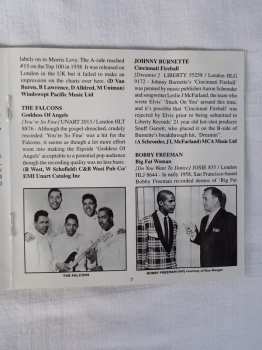 labels on to Morris Levy. The A-side reached
#15 on the Top 100 in 1958. It was released on
London in the UK but it failed to make an
impression on the charts over here. (D Van
Buren, B Lawrence, D Alldred, M Uniman)
Windswept Pacific Music Ltd
THE FALCONS
Goddess Of Angels
[You're So Fine] UNART 2013 / London HLT
8876 - Although the gospel drenched, crudely
recorded, 'You're So Fine' was the hit for the
Falcons, it seems as though a lot more effort
went into making the flipside 'Goddess Of
Angels' acceptable to a potential pop audience
though the recording quality was no less basic.
(R West, W Schofield) C&B West Pub Co/
EMI Unart Catalog Inc
THE FALCONS
JOHNNY BURNETTE
Cincinnati Fireball
[Dreamin'] LIBERTY 55258 / London HLG
9172 - Johnny Burnette's 'Cincinnati Fireball'
was penned by music publisher Aaron Schroeder
and songwriter Leslie McFarland, the team who
wrote Elvis' 'Stuck On You' around this time,
and it's possible that 'Cincinnati Fireball' was
rejected by Elvis prior to being submitted to
Liberty Records' 21 year old hot-shot producer
Snuff Garrett, who placed it on the B-side of
Burnette's breakthrough hit, 'Dreamin''.
(A Schroeder, J L McFarland) MCA Music Ltd
BOBBY FREEMAN
Big Fat Woman
[Do You Want To Dance] JOSIE 835 / London
HLJ 8644 - In early 1958, San Francisco-based
Bobby Freeman recorded demos of 'Big Fat
BOBBY FREEMAN courtesy of
7